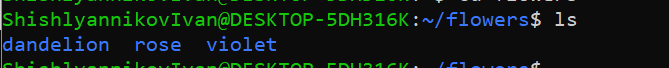 ShishlyannikovIvan@DESKTOP-5DH316K:~/flowers$ ls
dandelion  rose  violet